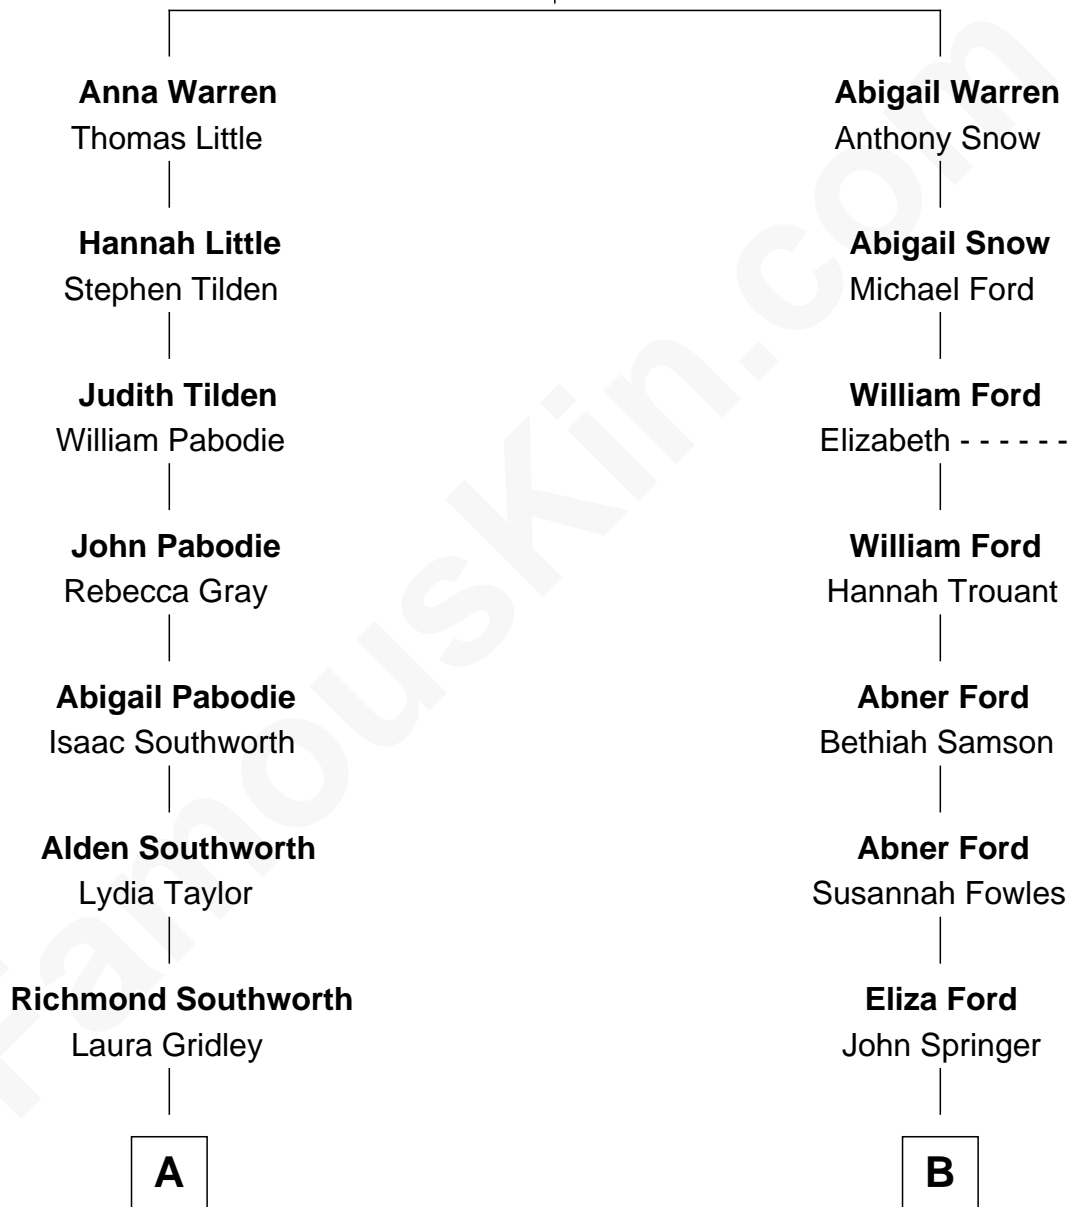 Anna Warren
Thomas Little
Abigail Warren
Anthony Snow
Hannah Little
Stephen Tilden
Abigail Snow
Michael Ford
Judith Tilden
William Pabodie
William Ford
Elizabeth - - - - - -
John Pabodie
Rebecca Gray
William Ford
Hannah Trouant
Abigail Pabodie
Isaac Southworth
Abner Ford
Bethiah Samson
Alden Southworth
Lydia Taylor
Abner Ford
Susannah Fowles
Richmond Southworth
Laura Gridley
Eliza Ford
John Springer
A
B
FamousKin.com